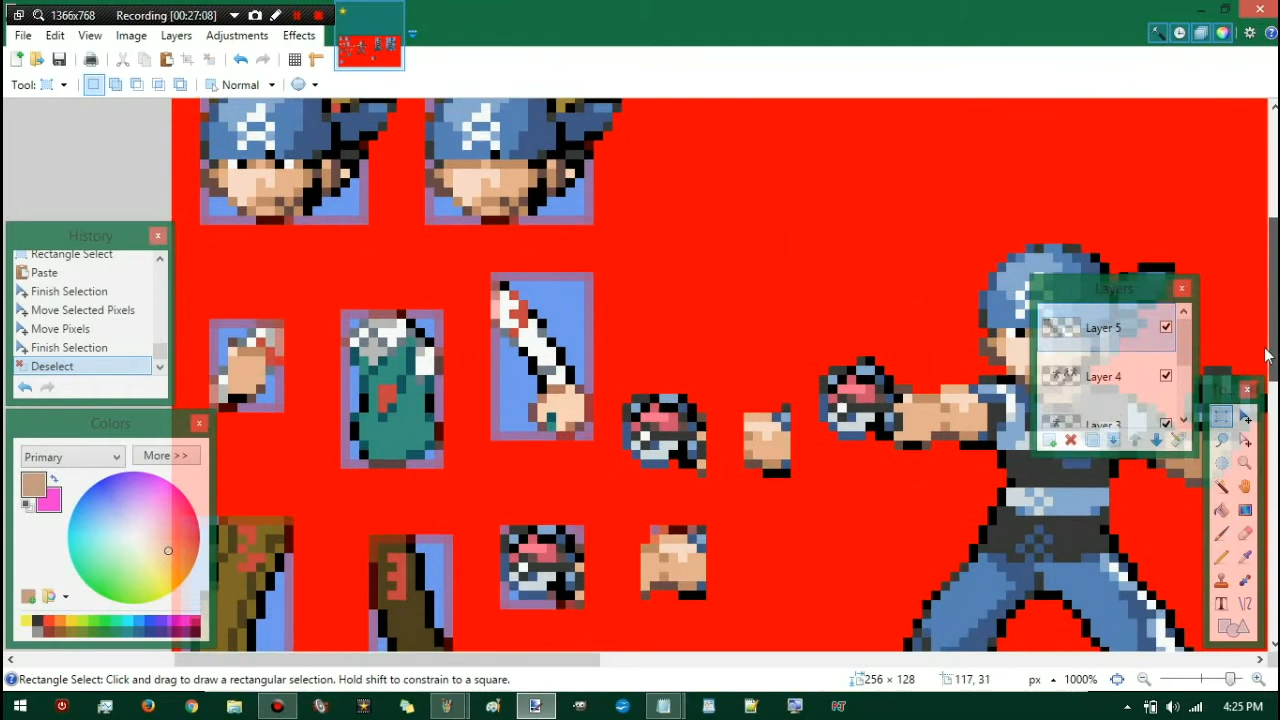 1366x768 Recording [00:27:08]
File Edit View Image Layers Adjustments Effects
Tool: Normal
A A
History
Rectangle Select
Paste
Finish Selection
Move Selected Pixels
Move Pixels
Finish Selection
Deselect
Layers
Layer 5
Layer 4
Layer 3
Colors
Primary More >>
Rectangle Select: Click and drag to draw a rectangular selection. Hold shift to constrain to a square. 256 × 128 117, 31 px 1000%
4:25 PM